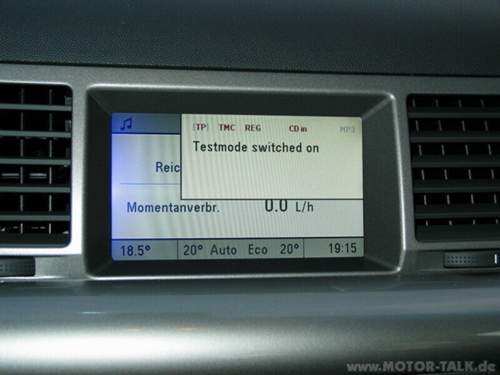 [TP] TMC REG CD in MP3
Testmode switched on
Reic
Momentanverbr. 0.0 L/h
18.5° 20° Auto Eco 20° 19:15
www.MOTOR-TALK.de